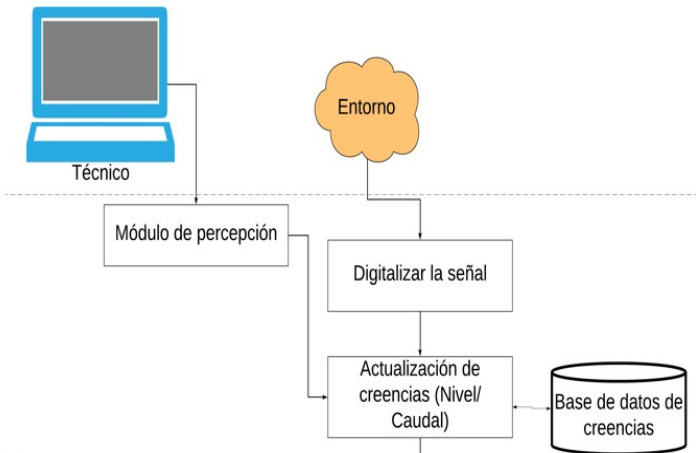 Técnico
Entorno
Módulo de percepción
Digitalizar la señal
Actualización de
creencias (Nivel/
Caudal)
Base de datos de
creencias